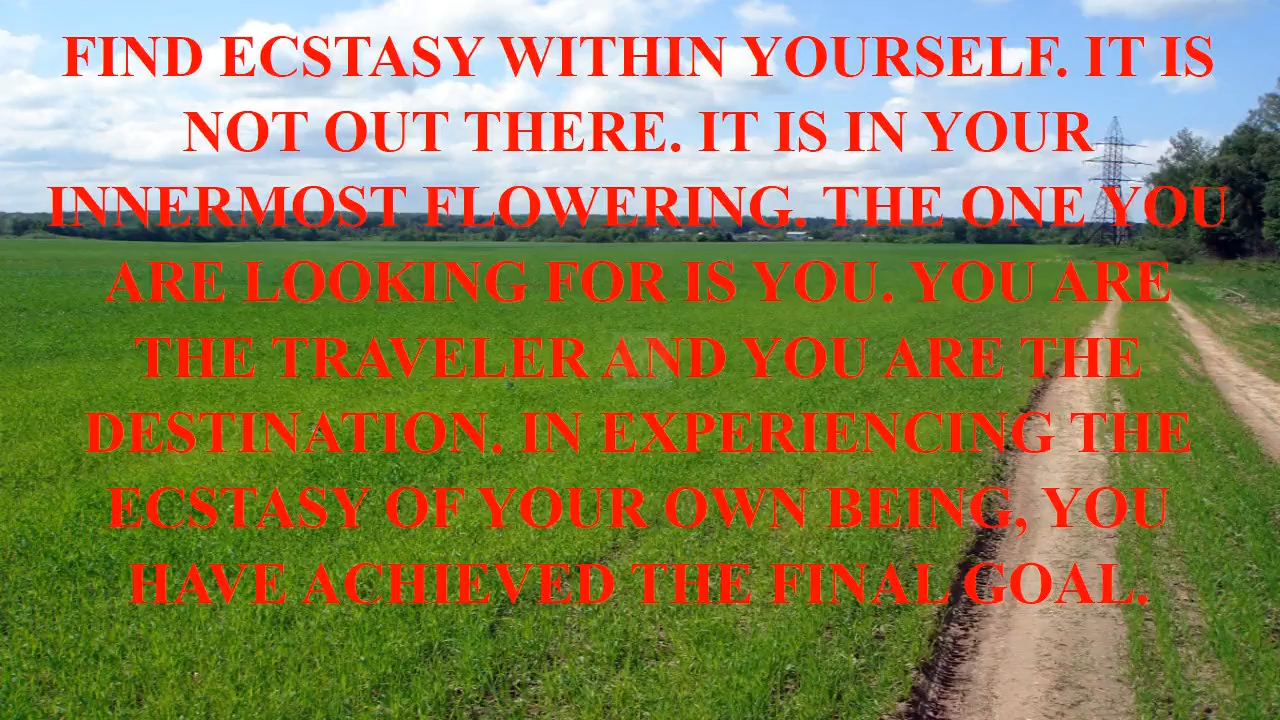 FIND ECSTASY WITHIN YOURSELF. IT IS
NOT OUT THERE. IT IS IN YOUR
INNERMOST FLOWERING. THE ONE YOU
ARE LOOKING FOR IS YOU. YOU ARE
THE TRAVELER AND YOU ARE THE
DESTINATION. IN EXPERIENCING THE
ECSTASY OF YOUR OWN BEING, YOU
HAVE ACHIEVED THE FINAL GOAL.